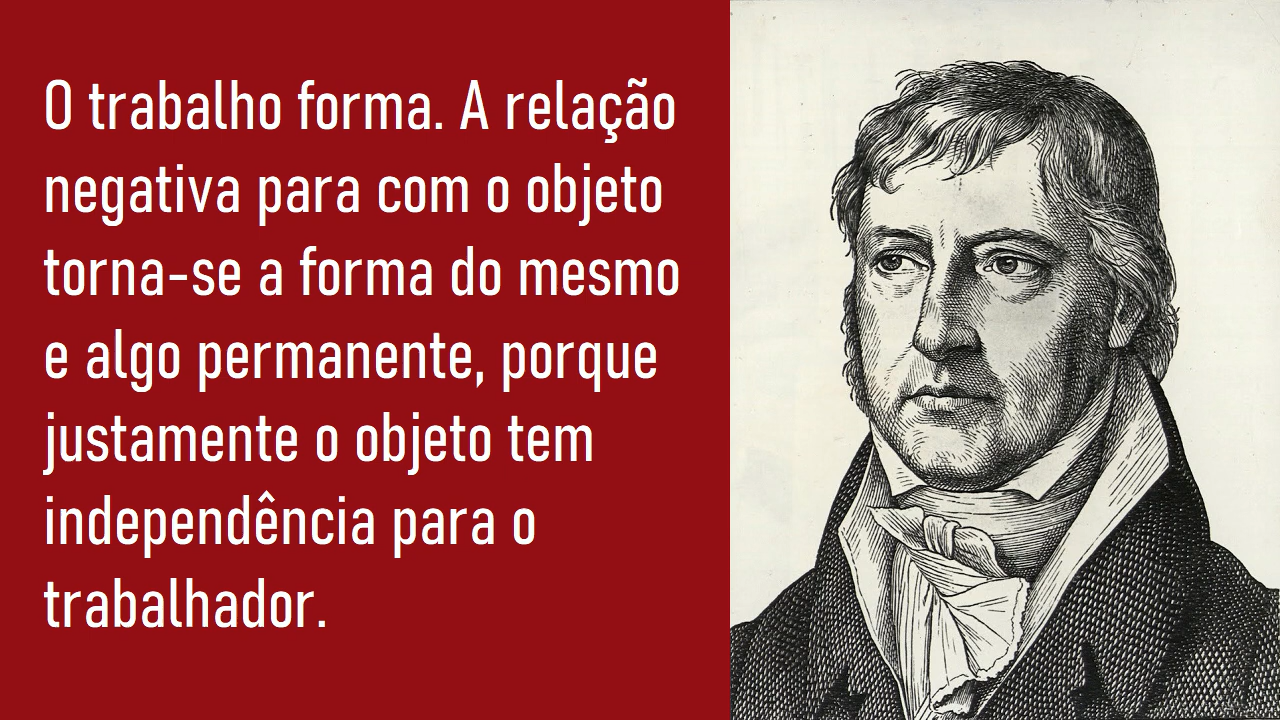 O trabalho forma. A relação
negativa para com o objeto
torna-se a forma do mesmo
e algo permanente, porque
justamente o objeto tem
independência para o
trabalhador.